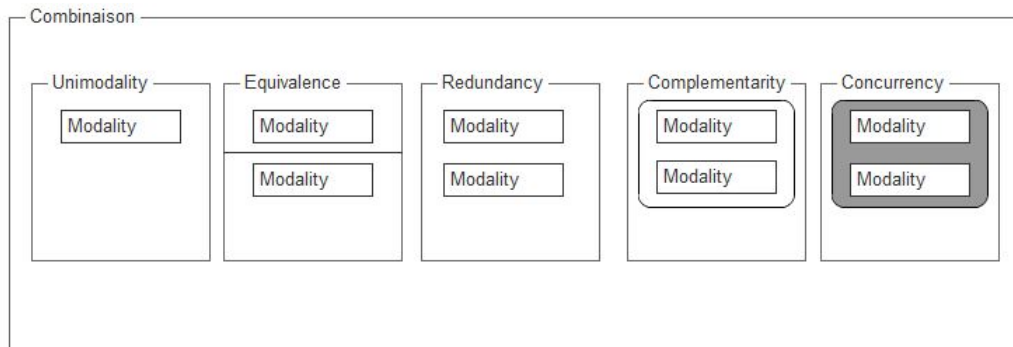 Combinaison
Unimodality Equivalence Redundancy Complementarity Concurrency
Modality Modality Modality Modality Modality
Modality Modality Modality Modality